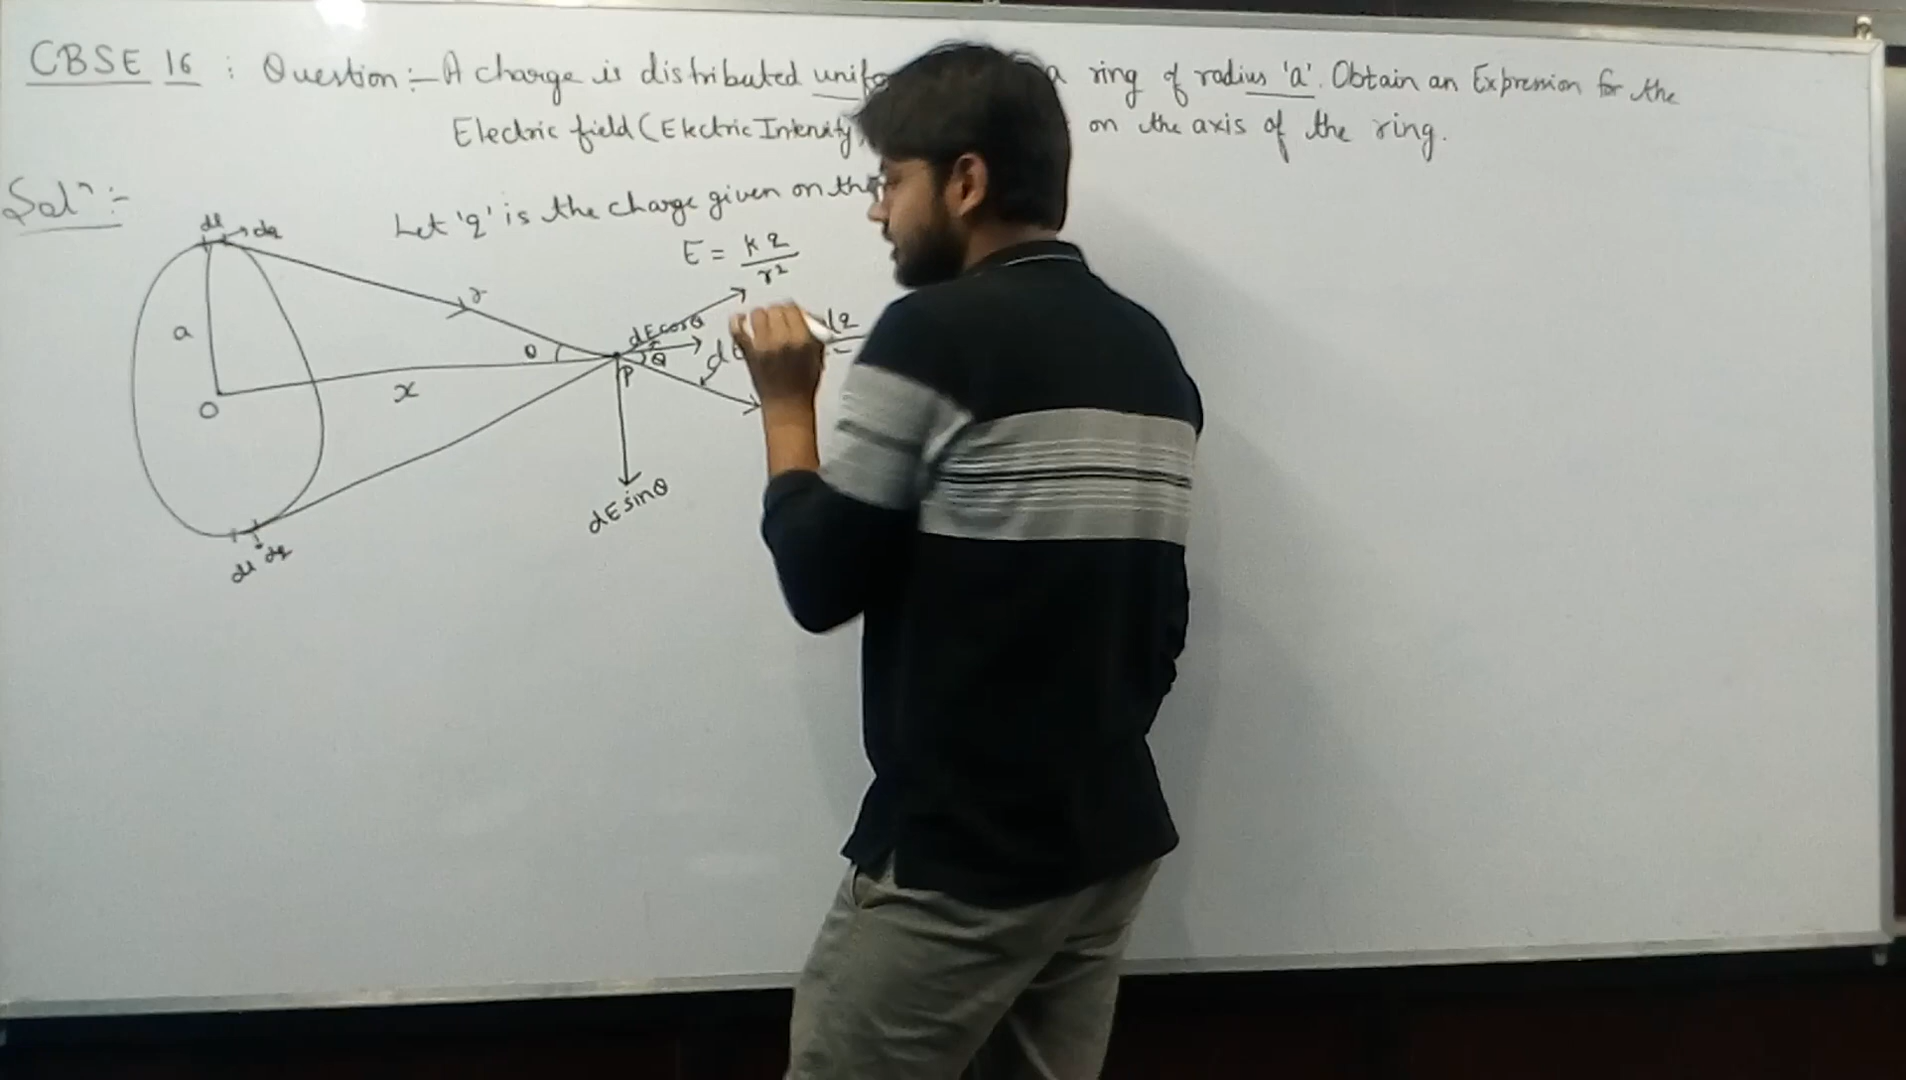 CBSE 16 : Question:- A charge is distributed a ring of radius 'a'. Obtain an Expression for the
Electric field (Electric Intensity on the axis of the ring.
Solⁿ:-
Let 'q' is the charge given on
dl → dq
E = kq
r²
r
dE cosθ
a
θ
θ
P
x
O
dE sinθ
dl dq